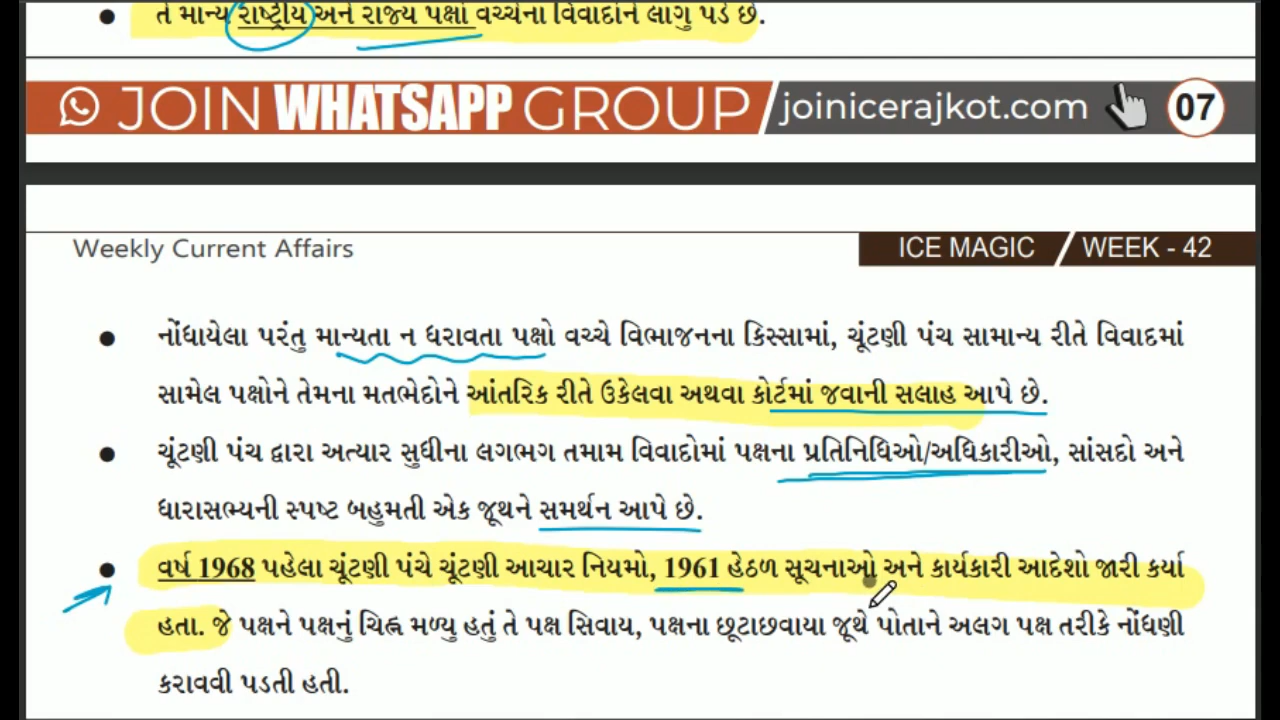 તે માન્ય રાષ્ટ્રીય અને રાજ્ય પક્ષો વચ્ચેના વિવાદોને લાગુ પડે છે.
JOIN WHATSAPP GROUP joinicerajkot.com 07
Weekly Current Affairs ICE MAGIC / WEEK - 42
નોંધાયેલા પરંતુ માન્યતા ન ધરાવતા પક્ષો વચ્ચે વિભાજનના કિસ્સામાં, ચૂંટણી પંચ સામાન્ય રીતે વિવાદમાં
સામેલ પક્ષોને તેમના મતભેદોને આંતરિક રીતે ઉકેલવા અથવા કોર્ટમાં જવાની સલાહ આપે છે.
ચૂંટણી પંચ દ્વારા અત્યાર સુધીના લગભગ તમામ વિવાદોમાં પક્ષના પ્રતિનિધિઓ/અધિકારીઓ, સાંસદો અને
ધારાસભ્યની સ્પષ્ટ બહુમતી એક જૂથને સમર્થન આપે છે.
વર્ષ 1968 પહેલા ચૂંટણી પંચે ચૂંટણી આચાર નિયમો, 1961 હેઠળ સૂચનાઓ અને કાર્યકારી આદેશો જારી કર્યા
હતા. જે પક્ષને પક્ષનું ચિહ્ન મળ્યુ હતું તે પક્ષ સિવાય, પક્ષના છૂટાછવાયા જૂથે પોતાને અલગ પક્ષ તરીકે નોંધણી
કરાવવી પડતી હતી.